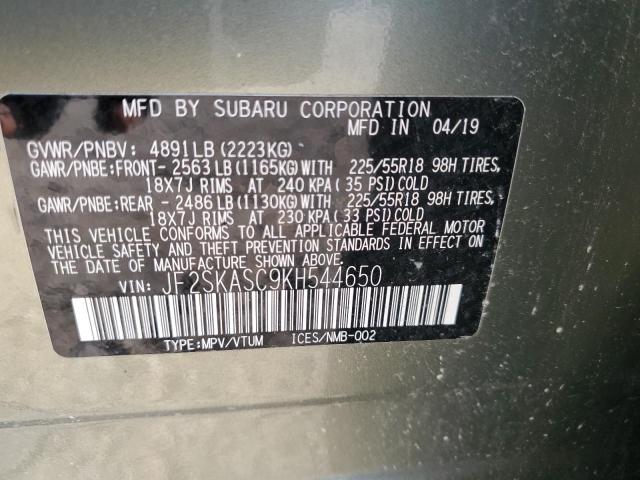 MFD BY SUBARU CORPORATION
MFD IN 04/19
GVWR/PNBV: 4891LB (2223KG)
GAWR/PNBE:FRONT- 2563 LB (1165KG)WITH 225/55R18 98H TIRES,
18X7J RIMS AT 240 KPA (35 PSI)COLD
GAWR/PNBE:REAR - 2486 LB (1130KG)WITH 225/55R18 98H TIRES,
18X7J RIMS AT 230 KPA (33 PSI)COLD
THIS VEHICLE CONFORMS TO ALL APPLICABLE FEDERAL MOTOR
VEHICLE SAFETY AND THEFT PREVENTION STANDARDS IN EFFECT ON
THE DATE OF MANUFACTURE SHOWN ABOVE.
VIN: JF2SKASC9KH544650
TYPE:MPV/VTUM ICES/NMB-002